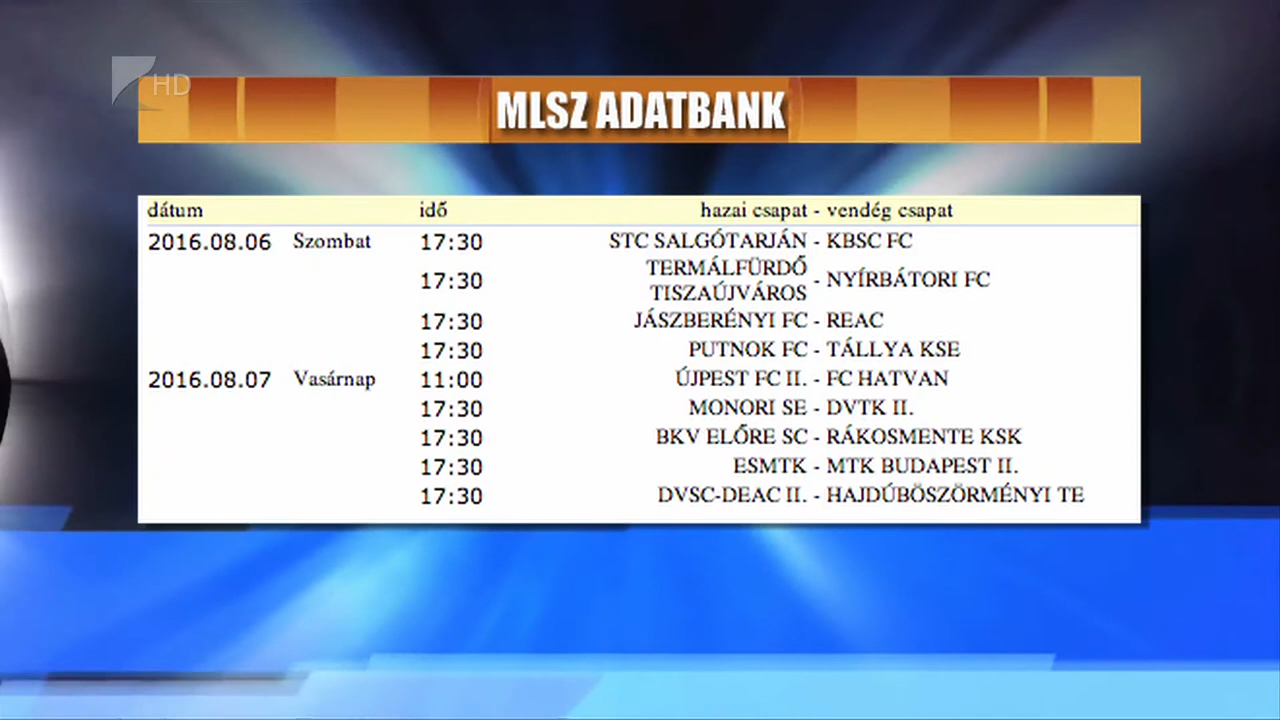 HD
MLSZ ADATBANK
dátum idő hazai csapat - vendég csapat
2016.08.06 Szombat 17:30 STC SALGÓTARJÁN - KBSC FC
17:30 TERMÁLFÜRDŐ
TISZAÚJVÁROS - NYÍRBÁTORI FC
17:30 JÁSZBERÉNYI FC - REAC
17:30 PUTNOK FC - TÁLLYA KSE
2016.08.07 Vasárnap 11:00 ÚJPEST FC II. - FC HATVAN
17:30 MONORI SE - DVTK II.
17:30 BKV ELŐRE SC - RÁKOSMENTE KSK
17:30 ESMTK - MTK BUDAPEST II.
17:30 DVSC-DEAC II. - HAJDÚBÖSZÖRMÉNYI TE